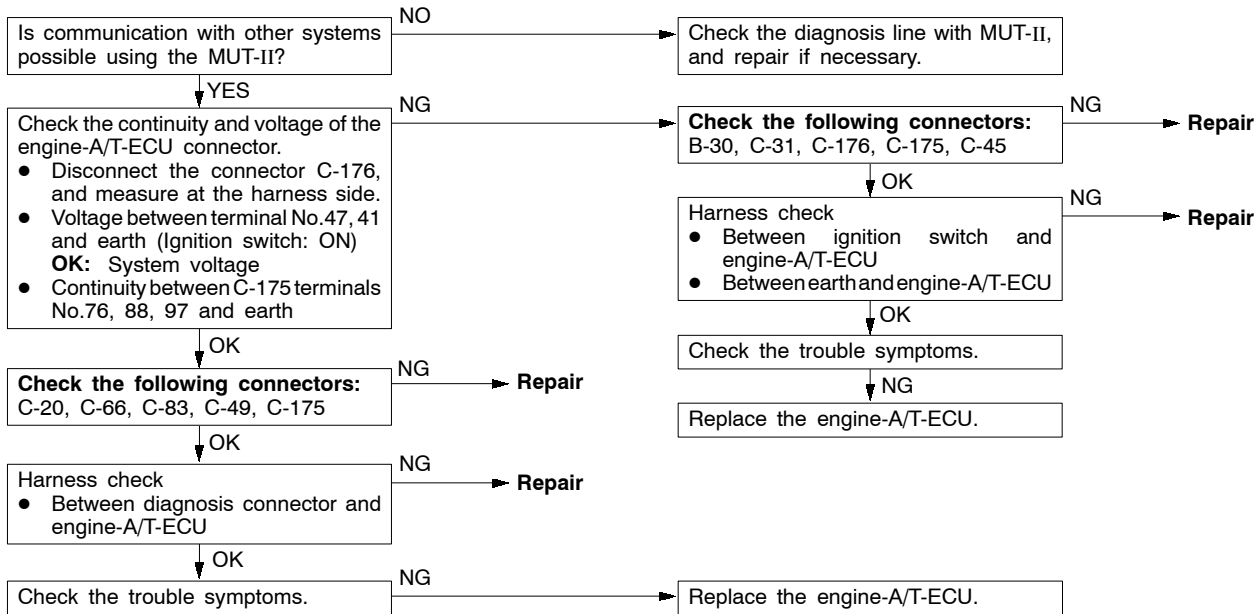 Is communication with other systems
possible using the MUT-II?
NO
Check the diagnosis line with MUT-II,
and repair if necessary.
YES
Check the continuity and voltage of the
engine-A/T-ECU connector.
● Disconnect the connector C-176,
and measure at the harness side.
● Voltage between terminal No.47, 41
and earth (Ignition switch: ON)
OK: System voltage
● Continuity between C-175 terminals
No.76, 88, 97 and earth
NG
Check the following connectors:
B-30, C-31, C-176, C-175, C-45
NG
Repair
OK
Harness check
● Between ignition switch and
engine-A/T-ECU
● Between earth and engine-A/T-ECU
NG
Repair
OK
Check the trouble symptoms.
NG
Replace the engine-A/T-ECU.
OK
Check the following connectors:
C-20, C-66, C-83, C-49, C-175
NG
Repair
OK
Harness check
● Between diagnosis connector and
engine-A/T-ECU
NG
Repair
OK
Check the trouble symptoms.
NG
Replace the engine-A/T-ECU.